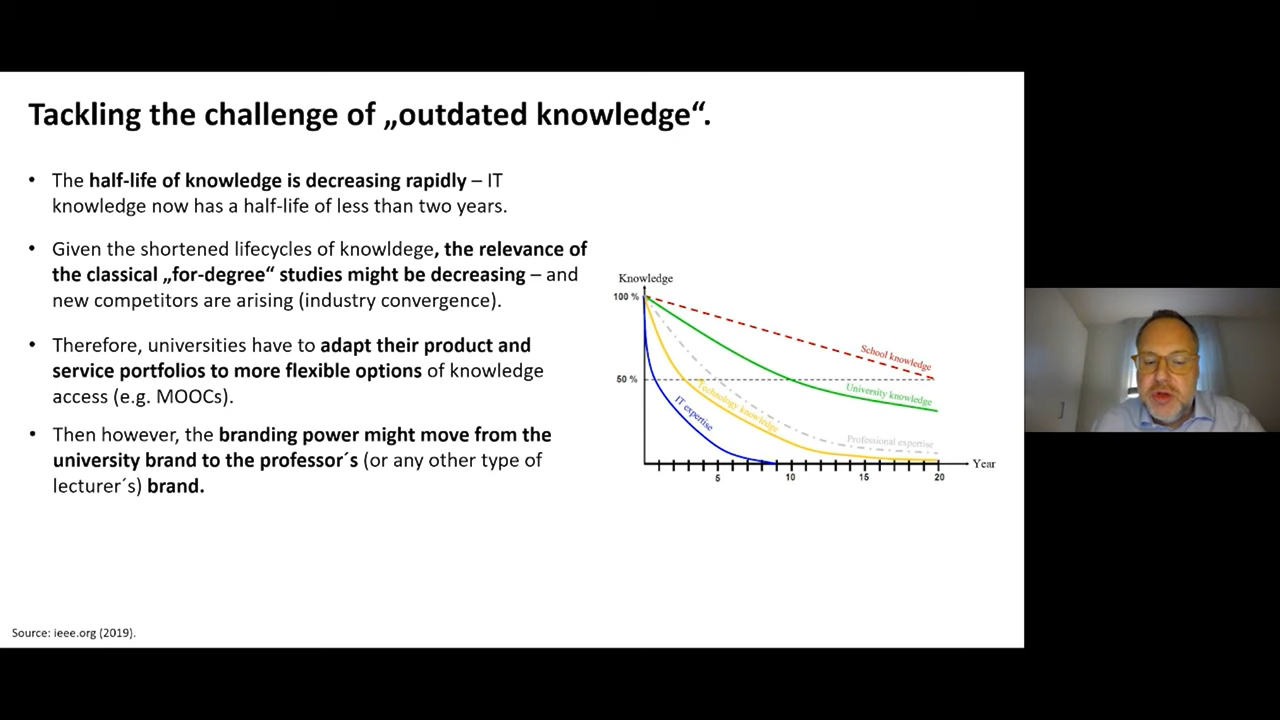 Tackling the challenge of „outdated knowledge“.
• The half-life of knowledge is decreasing rapidly – IT
knowledge now has a half-life of less than two years.
• Given the shortened lifecycles of knowldege, the relevance of
the classical „for-degree“ studies might be decreasing – and
new competitors are arising (industry convergence).
• Therefore, universities have to adapt their product and
service portfolios to more flexible options of knowledge
access (e.g. MOOCs).
• Then however, the branding power might move from the
university brand to the professor´s (or any other type of
lecturer´s) brand.
Knowledge
100 %
School knowledge
50 %
University knowledge
Technology knowledge
IT expertise
Professional expertise
Year
5
10
15
20
Source: ieee.org (2019).